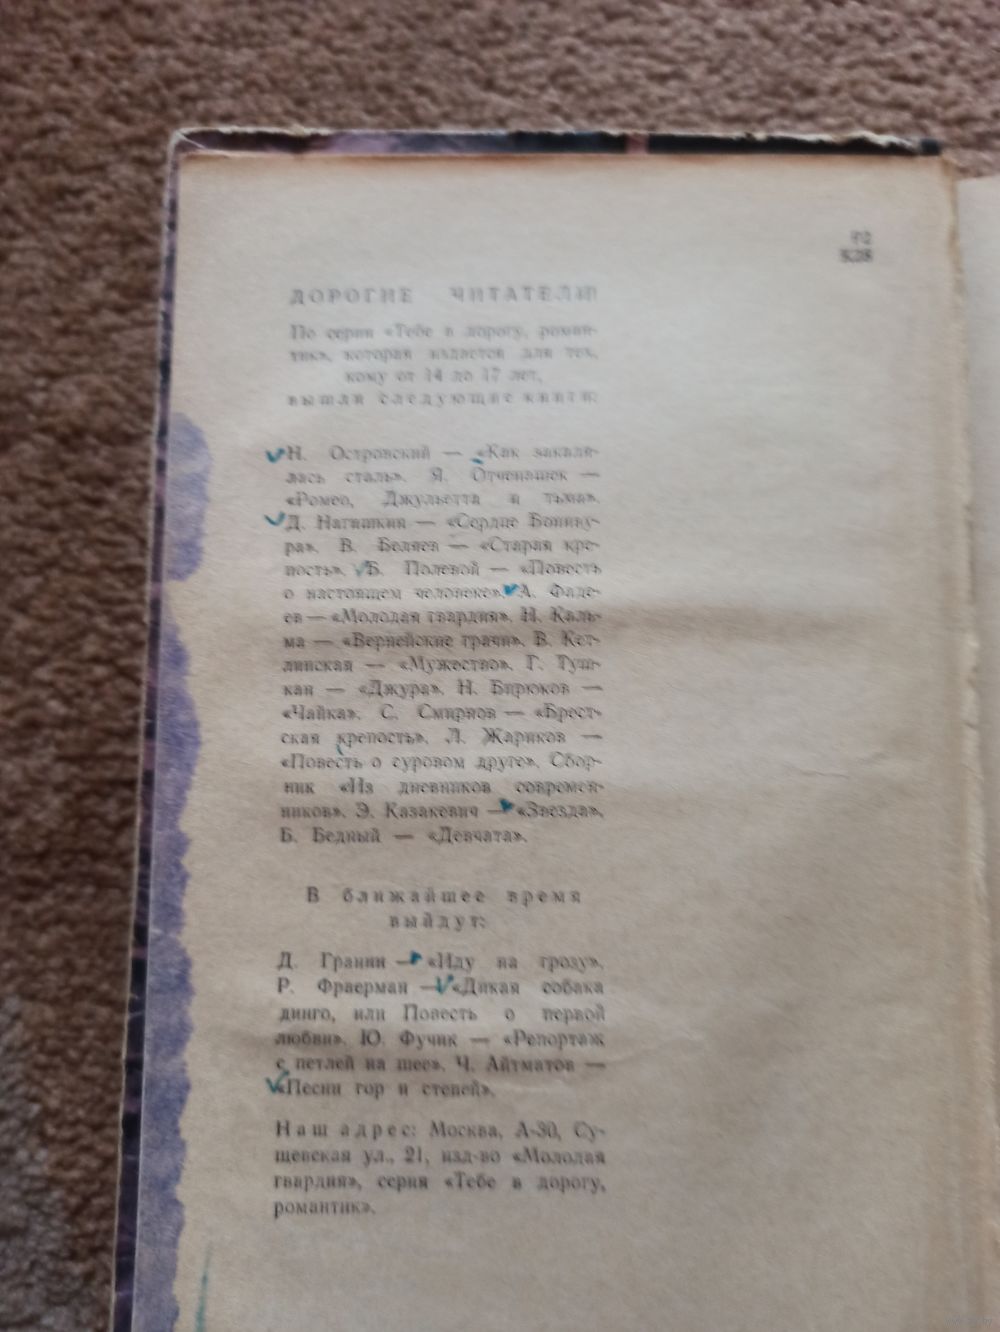 Р2
К28
ДОРОГИЕ ЧИТАТЕЛИ!
По серии «Тебе в дорогу, роман-
тик», которая издается для тех,
кому от 14 до 17 лет,
вышли следующие книги:
Н. Островский — «Как закаля-
лась сталь». Я. Отченашек —
«Ромео, Джульетта и тьма».
Д. Нагишкин — «Сердце Бониву-
ра». В. Беляев — «Старая кре-
пость». Б. Полевой — «Повесть
о настоящем человеке». А. Фаде-
ев — «Молодая гвардия». Н. Каль-
ма — «Вернейские грачи». В. Кет-
линская — «Мужество». Г. Туш-
кан — «Джура». Н. Бирюков —
«Чайка». С. Смирнов — «Брест-
ская крепость». Л. Жариков —
«Повесть о суровом друге». Сбор-
ник «Из дневников современ-
ников». Э. Казакевич — «Звезда».
Б. Бедный — «Девчата».
В ближайшее время
выйдут:
Д. Гранин — «Иду на грозу».
Р. Фраерман — «Дикая собака
динго, или Повесть о первой
любви». Ю. Фучик — «Репортаж
с петлей на шее». Ч. Айтматов —
«Песни гор и степей».
Наш адрес: Москва, А-30, Су-
щевская ул., 21, изд-во «Молодая
гвардия», серия «Тебе в дорогу,
романтик».